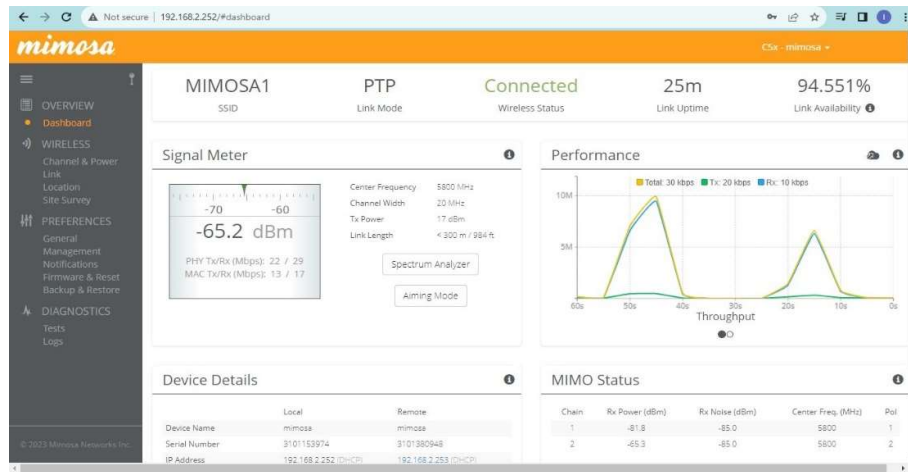 Not secure | 192.168.2.252/#dashboard
mimosa
C5x - mimosa
MIMOSA1 PTP Connected 25m 94.551%
SSID Link Mode Wireless Status Link Uptime Link Availability
OVERVIEW
Dashboard
WIRELESS
Channel & Power
Link
Location
Site Survey
PREFERENCES
General
Management
Notifications
Firmware & Reset
Backup & Restore
DIAGNOSTICS
Tests
Logs
© 2023 Mimosa Networks Inc.
Signal Meter
-70 -60
-65.2 dBm
PHY Tx/Rx (Mbps): 22 / 29
MAC Tx/Rx (Mbps): 13 / 17
Center Frequency 5800 MHz
Channel Width 20 MHz
Tx Power 17 dBm
Link Length < 300 m / 984 ft
Spectrum Analyzer
Aiming Mode
Performance
Total: 30 kbps Tx: 20 kbps Rx: 10 kbps
10M
5M
60s 50s 40s 30s 20s 10s 0s
Throughput
Device Details
Local Remote
Device Name mimosa mimosa
Serial Number 3101153974 3101380948
IP Address 192.168.2.252 (DHCP) 192.168.2.253 (DHCP)
MIMO Status
Chain Rx Power (dBm) Rx Noise (dBm) Center Freq. (MHz) Pol
1 -81.8 -85.0 5800 1
2 -65.3 -85.0 5800 2